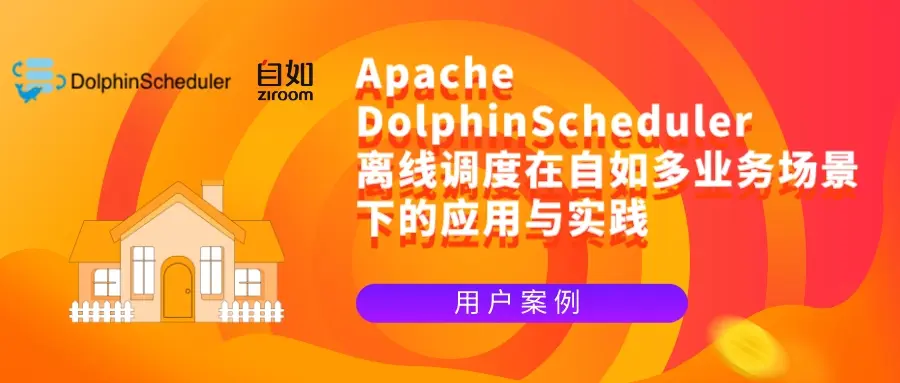 DolphinScheduler
自如
ziroom
Apache
DolphinScheduler
离线调度在自如多业务场景
下的应用与实践
用户案例